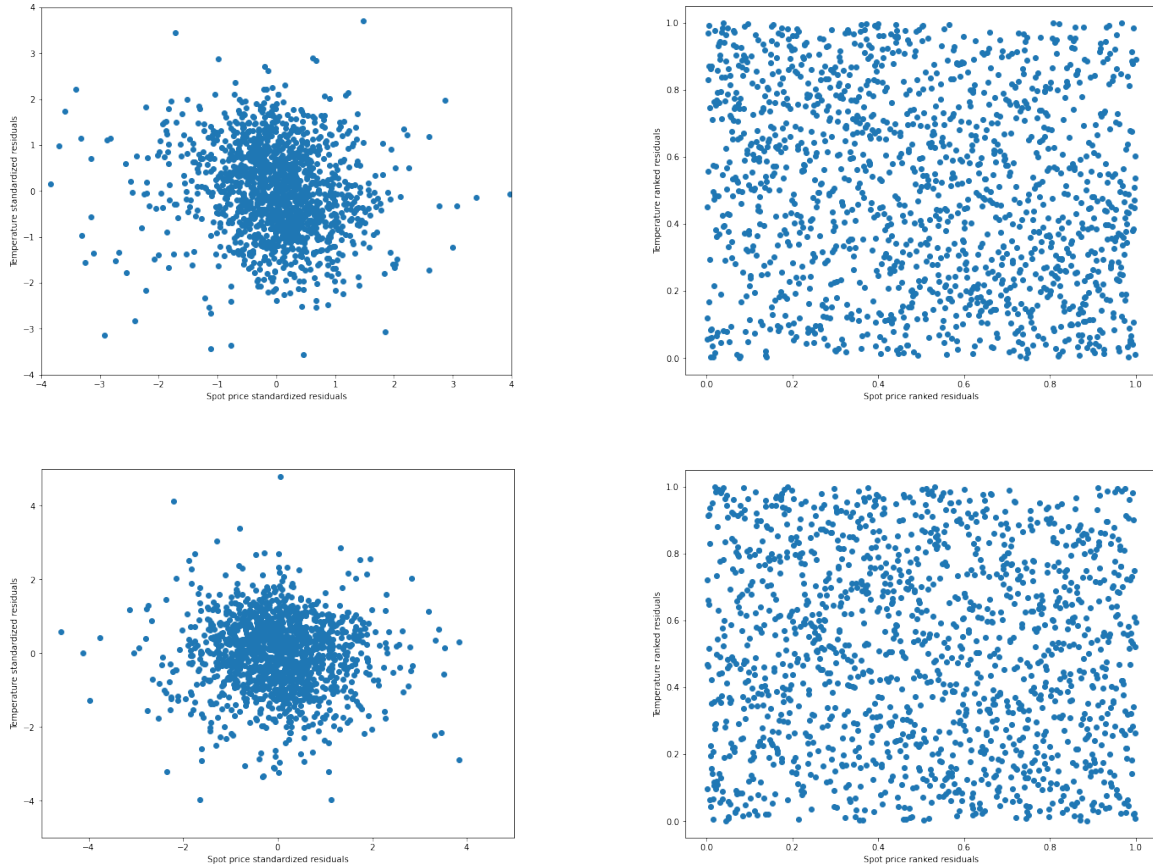 4
3
2
1
0
−1
−2
−3
−4
Temperature standardized residuals
−4 −3 −2 −1 0 1 2 3 4
Spot price standardized residuals
1.0
0.8
0.6
0.4
0.2
0.0
Temperature ranked residuals
0.0 0.2 0.4 0.6 0.8 1.0
Spot price ranked residuals
4
2
0
−2
−4
Temperature standardized residuals
−4 −2 0 2 4
Spot price standardized residuals
1.0
0.8
0.6
0.4
0.2
0.0
Temperature ranked residuals
0.0 0.2 0.4 0.6 0.8 1.0
Spot price ranked residuals